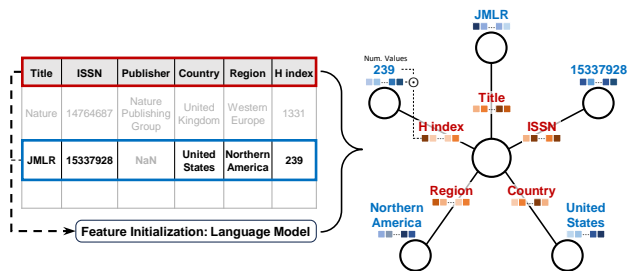 Title ISSN Publisher Country Region H index
Nature 14764687 Nature Publishing Group United Kingdom Western Europe 1331
JMLR 15337928 NaN United States Northern America 239
Feature Initialization: Language Model
JMLR
Num. Values
239
15337928
Title
H index
ISSN
Region
Country
Northern
America
United
States